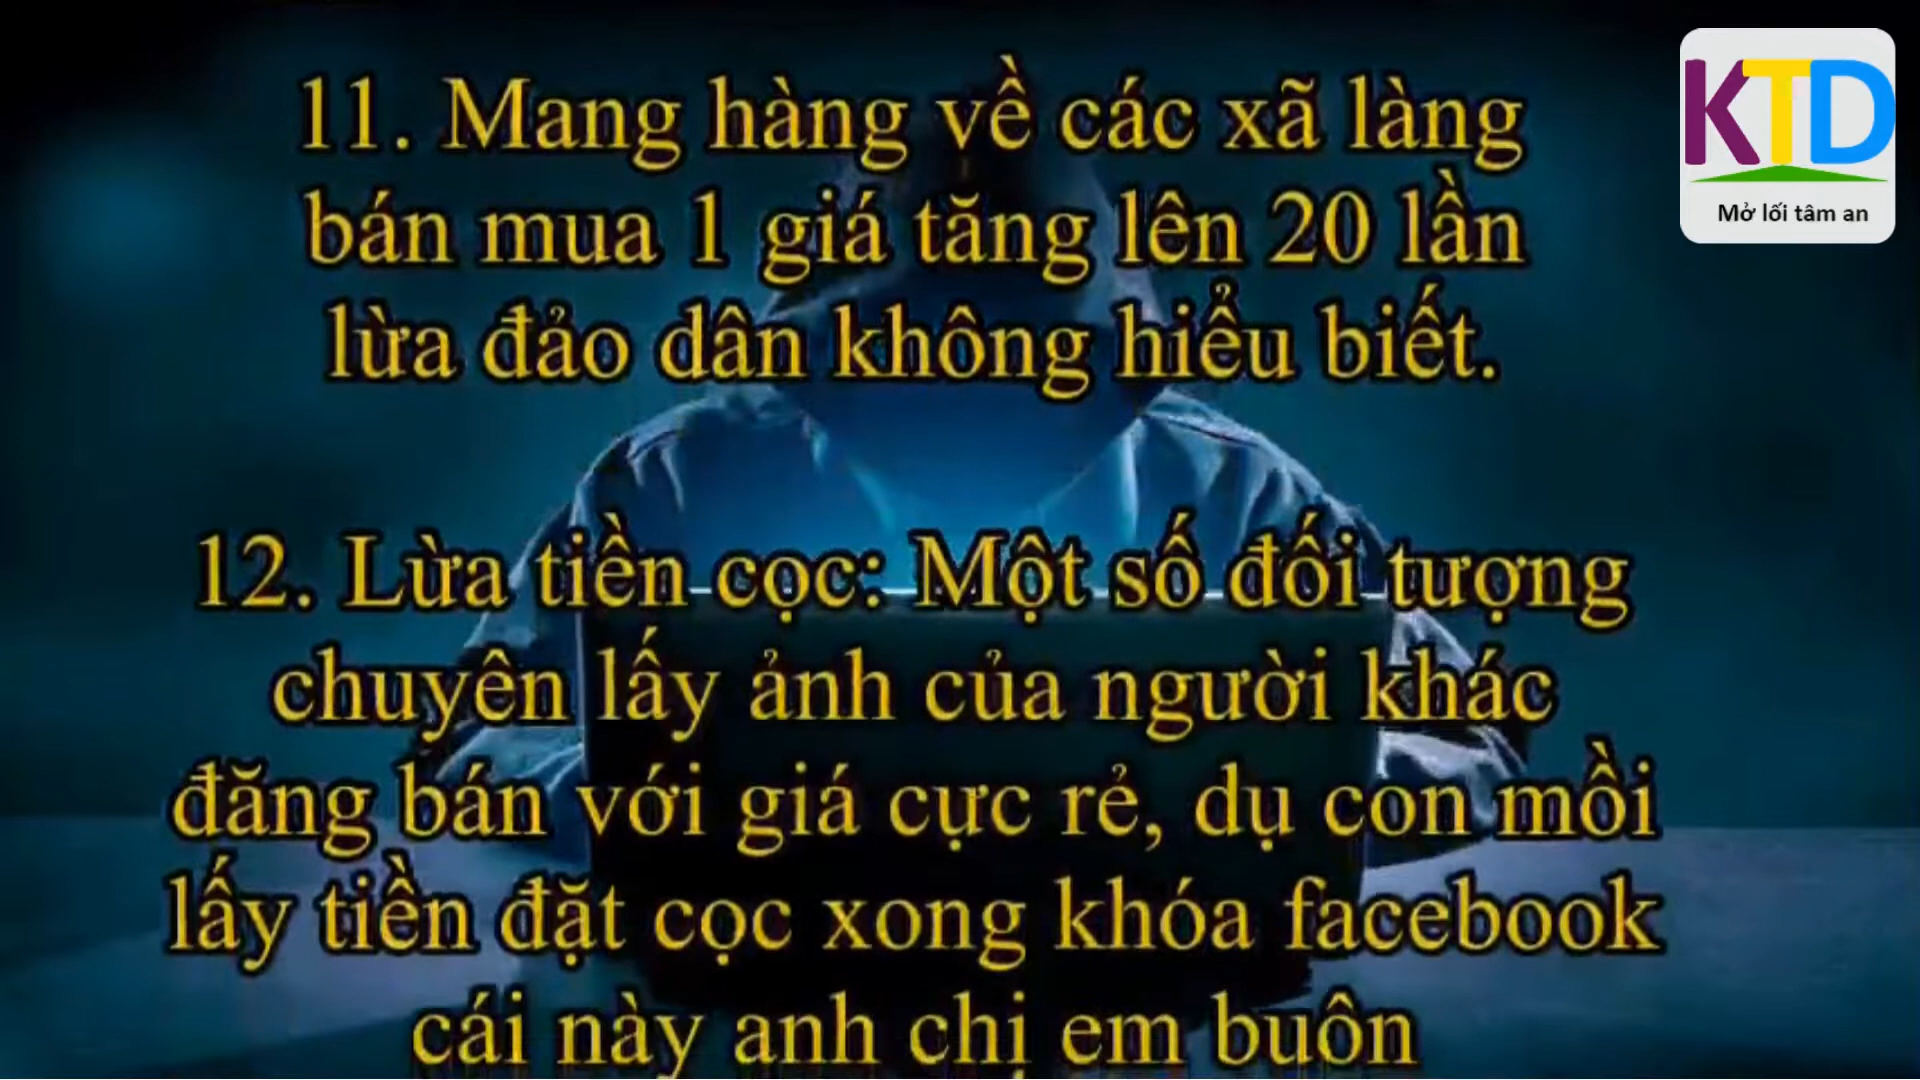 11. Mang hàng về các xã làng
bán mua 1 giá tăng lên 20 lần
lừa đảo dân không hiểu biết.
12. Lừa tiền cọc: Một số đối tượng
chuyên lấy ảnh của người khác
đăng bán với giá cực rẻ, dụ con mồi
lấy tiền đặt cọc xong khóa facebook
cái này anh chị em buôn
KTD
Mở lối tâm an